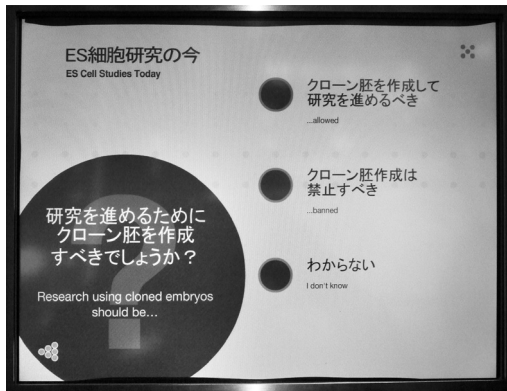 ES細胞研究の今
ES Cell Studies Today
クローン胚を作成して
研究を進めるべき
...allowed
クローン胚作成は
禁止すべき
...banned
わからない
I don't know
研究を進めるために
クローン胚を作成
すべきでしょうか？
Research using cloned embryos
should be...
?